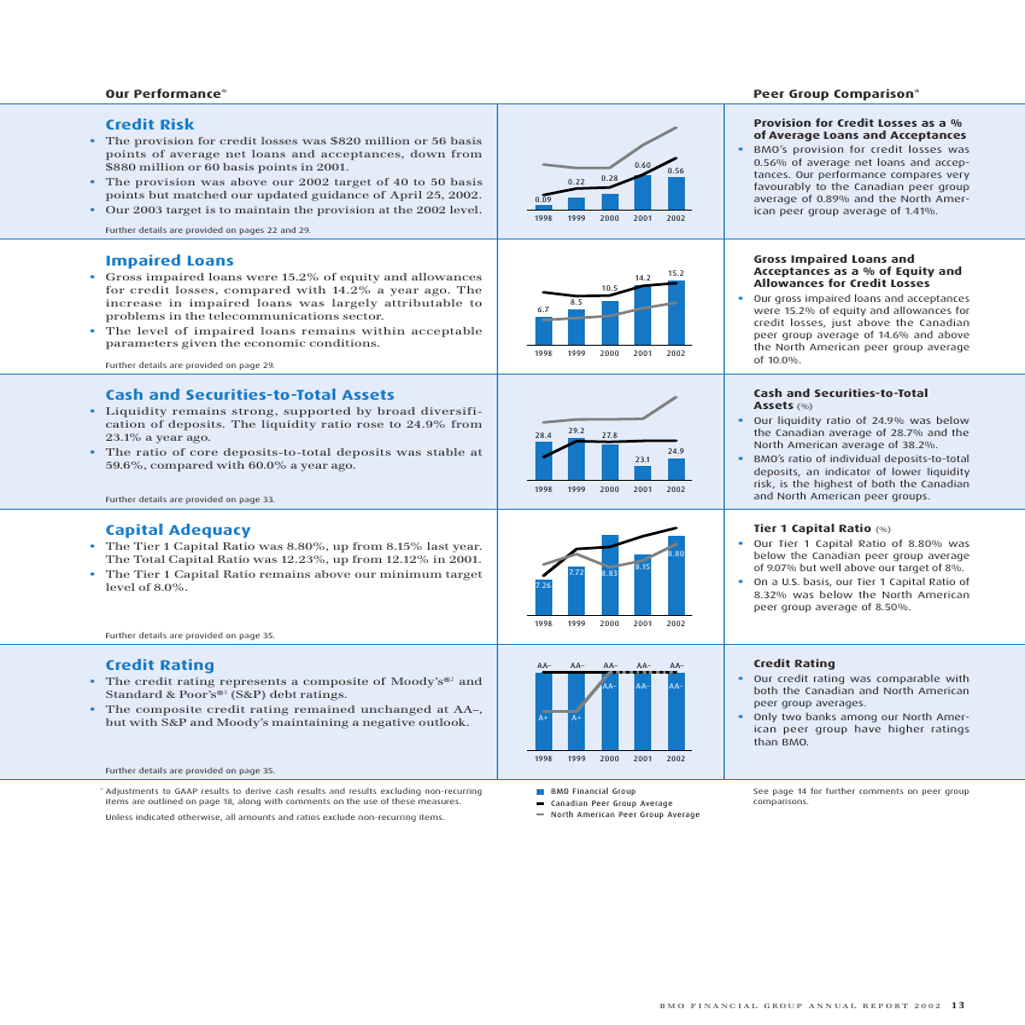 Our Performance*
Peer Group Comparison*
Credit Risk
▪ The provision for credit losses was $820 million or 56 basis
points of average net loans and acceptances, down from
$880 million or 60 basis points in 2001.
▪ The provision was above our 2002 target of 40 to 50 basis
points but matched our updated guidance of April 25, 2002.
▪ Our 2003 target is to maintain the provision at the 2002 level.
Further details are provided on pages 22 and 29.
0.09 0.22 0.28 0.60 0.56
1998 1999 2000 2001 2002
Provision for Credit Losses as a %
of Average Loans and Acceptances
▪ BMO's provision for credit losses was
0.56% of average net loans and accep-
tances. Our performance compares very
favourably to the Canadian peer group
average of 0.89% and the North Amer-
ican peer group average of 1.41%.
Impaired Loans
▪ Gross impaired loans were 15.2% of equity and allowances
for credit losses, compared with 14.2% a year ago. The
increase in impaired loans was largely attributable to
problems in the telecommunications sector.
▪ The level of impaired loans remains within acceptable
parameters given the economic conditions.
Further details are provided on page 29.
6.7 8.5 10.5 14.2 15.2
1998 1999 2000 2001 2002
Gross Impaired Loans and
Acceptances as a % of Equity and
Allowances for Credit Losses
▪ Our gross impaired loans and acceptances
were 15.2% of equity and allowances for
credit losses, just above the Canadian
peer group average of 14.6% and above
the North American peer group average
of 10.0%.
Cash and Securities-to-Total Assets
▪ Liquidity remains strong, supported by broad diversifi-
cation of deposits. The liquidity ratio rose to 24.9% from
23.1% a year ago.
▪ The ratio of core deposits-to-total deposits was stable at
59.6%, compared with 60.0% a year ago.
Further details are provided on page 33.
28.4 29.2 27.8 23.1 24.9
1998 1999 2000 2001 2002
Cash and Securities-to-Total
Assets (%)
▪ Our liquidity ratio of 24.9% was below
the Canadian average of 28.7% and the
North American average of 38.2%.
▪ BMO's ratio of individual deposits-to-total
deposits, an indicator of lower liquidity
risk, is the highest of both the Canadian
and North American peer groups.
Capital Adequacy
▪ The Tier 1 Capital Ratio was 8.80%, up from 8.15% last year.
The Total Capital Ratio was 12.23%, up from 12.12% in 2001.
▪ The Tier 1 Capital Ratio remains above our minimum target
level of 8.0%.
Further details are provided on page 35.
7.26 7.72 8.83 8.15 8.80
1998 1999 2000 2001 2002
Tier 1 Capital Ratio (%)
▪ Our Tier 1 Capital Ratio of 8.80% was
below the Canadian peer group average
of 9.07% but well above our target of 8%.
▪ On a U.S. basis, our Tier 1 Capital Ratio of
8.32% was below the North American
peer group average of 8.50%.
Credit Rating
▪ The credit rating represents a composite of Moody's®2 and
Standard & Poor's®3 (S&P) debt ratings.
▪ The composite credit rating remained unchanged at AA–,
but with S&P and Moody's maintaining a negative outlook.
Further details are provided on page 35.
AA– AA– AA– AA– AA–
AA– AA– AA–
A+ A+
1998 1999 2000 2001 2002
Credit Rating
▪ Our credit rating was comparable with
both the Canadian and North American
peer group averages.
▪ Only two banks among our North Amer-
ican peer group have higher ratings
than BMO.
* Adjustments to GAAP results to derive cash results and results excluding non-recurring
items are outlined on page 18, along with comments on the use of these measures.
Unless indicated otherwise, all amounts and ratios exclude non-recurring items.
BMO Financial Group
Canadian Peer Group Average
North American Peer Group Average
See page 14 for further comments on peer group
comparisons.
BMO FINANCIAL GROUP ANNUAL REPORT 2002 13